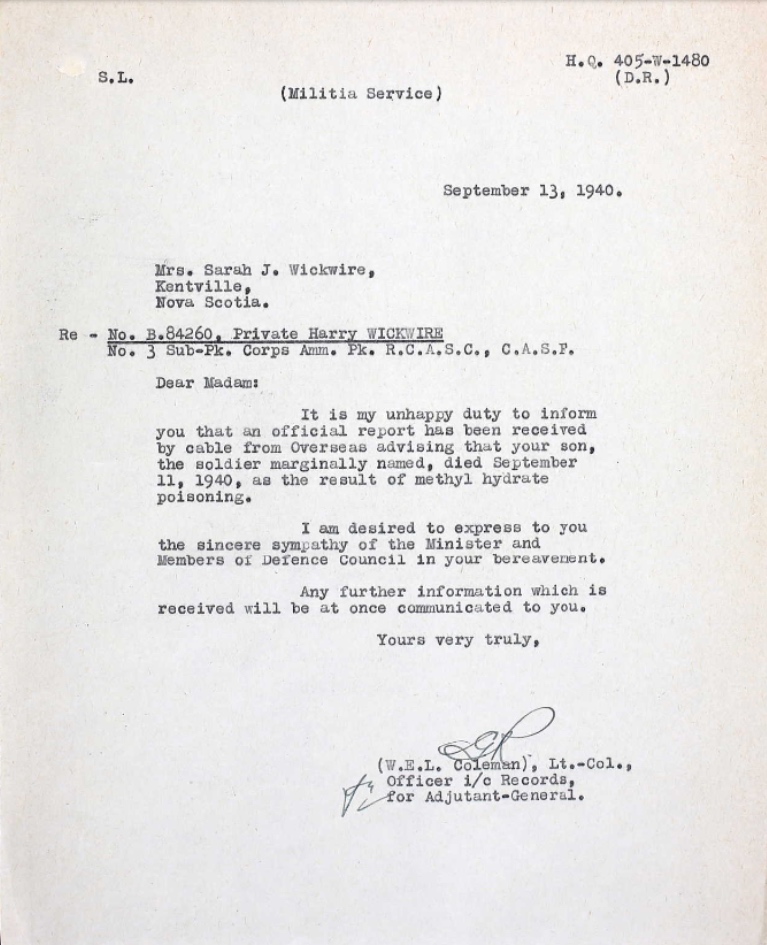 H.Q. 405-W-1480
S.L.
(D.R.)
(Militia Service)
September 13, 1940.
Mrs. Sarah J. Wickwire,
Kentville,
Nova Scotia.
Re - No. B.84260, Private Harry WICKWIRE
No. 3 Sub-Pk. Corps Amm. Pk. R.C.A.S.C., C.A.S.F.
Dear Madam:
It is my unhappy duty to inform
you that an official report has been received
by cable from Overseas advising that your son,
the soldier marginally named, died September
11, 1940, as the result of methyl hydrate
poisoning.
I am desired to express to you
the sincere sympathy of the Minister and
Members of Defence Council in your bereavement.
Any further information which is
received will be at once communicated to you.
Yours very truly,
(W.E.L. Coleman), Lt.-Col.,
Officer i/c Records,
for Adjutant-General.